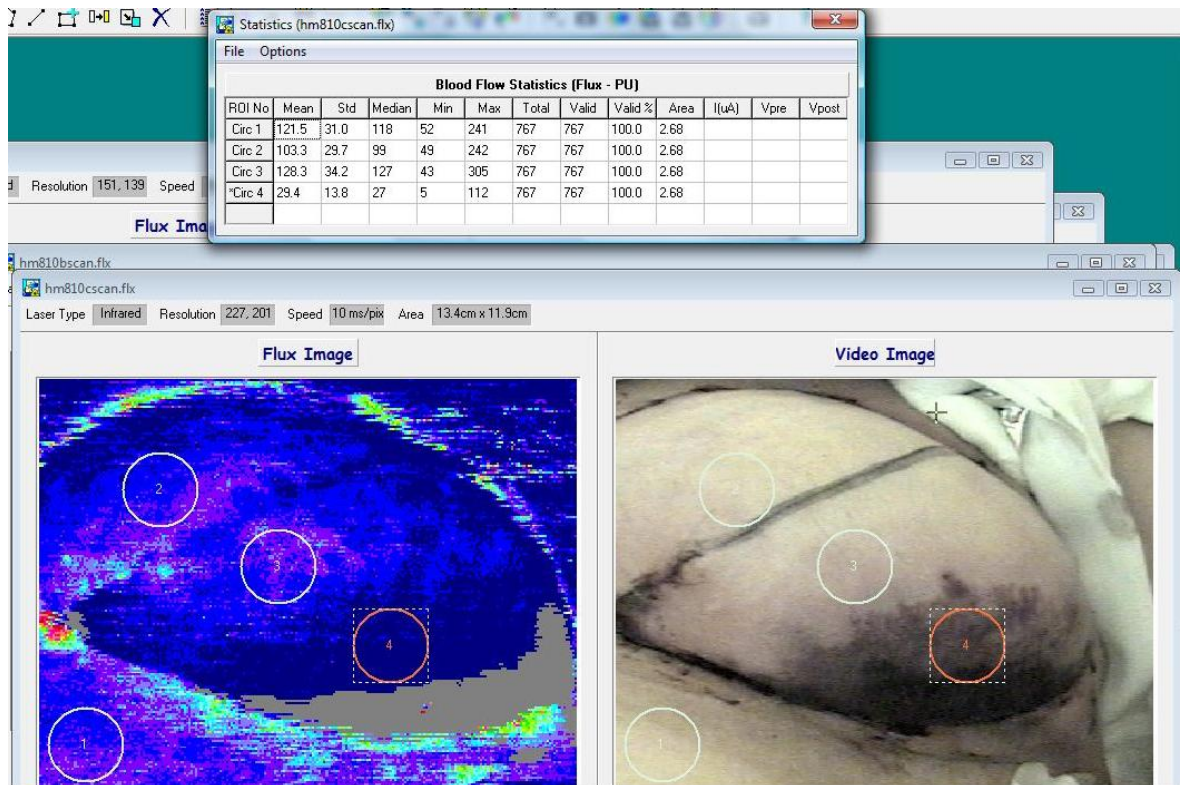 Statistics (hm810cscan.flx)
File Options
Blood Flow Statistics (Flux - PU)
ROI No Mean Std Median Min Max Total Valid Valid % Area I(uA) Vpre Vpost
Circ 1 121.5 31.0 118 52 241 767 767 100.0 2.68
Circ 2 103.3 29.7 99 49 242 767 767 100.0 2.68
Circ 3 128.3 34.2 127 43 305 767 767 100.0 2.68
*Circ 4 29.4 13.8 27 5 112 767 767 100.0 2.68
Resolution 151, 139 Speed
Flux Ima
hm810bscan.flx
hm810cscan.flx
Laser Type Infrared Resolution 227, 201 Speed 10 ms/pix Area 13.4cm x 11.9cm
Flux Image Video Image
2 2
3 3
4 4
1 1